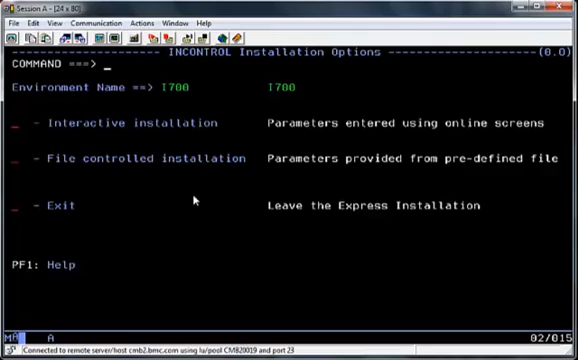 Session A - [24 x 80]
File Edit View Communication Actions Window Help
INCONTROL Installation Options (0.0)
COMMAND ===> _
Environment Name ==> I700 I700
_ - Interactive installation Parameters entered using online screens
_ - File controlled installation Parameters provided from pre-defined file
_ - Exit Leave the Express Installation
PF1: Help
MA A 02/015
Connected to remote server/host cmb2.bmc.com using lu/pool CM820019 and port 23